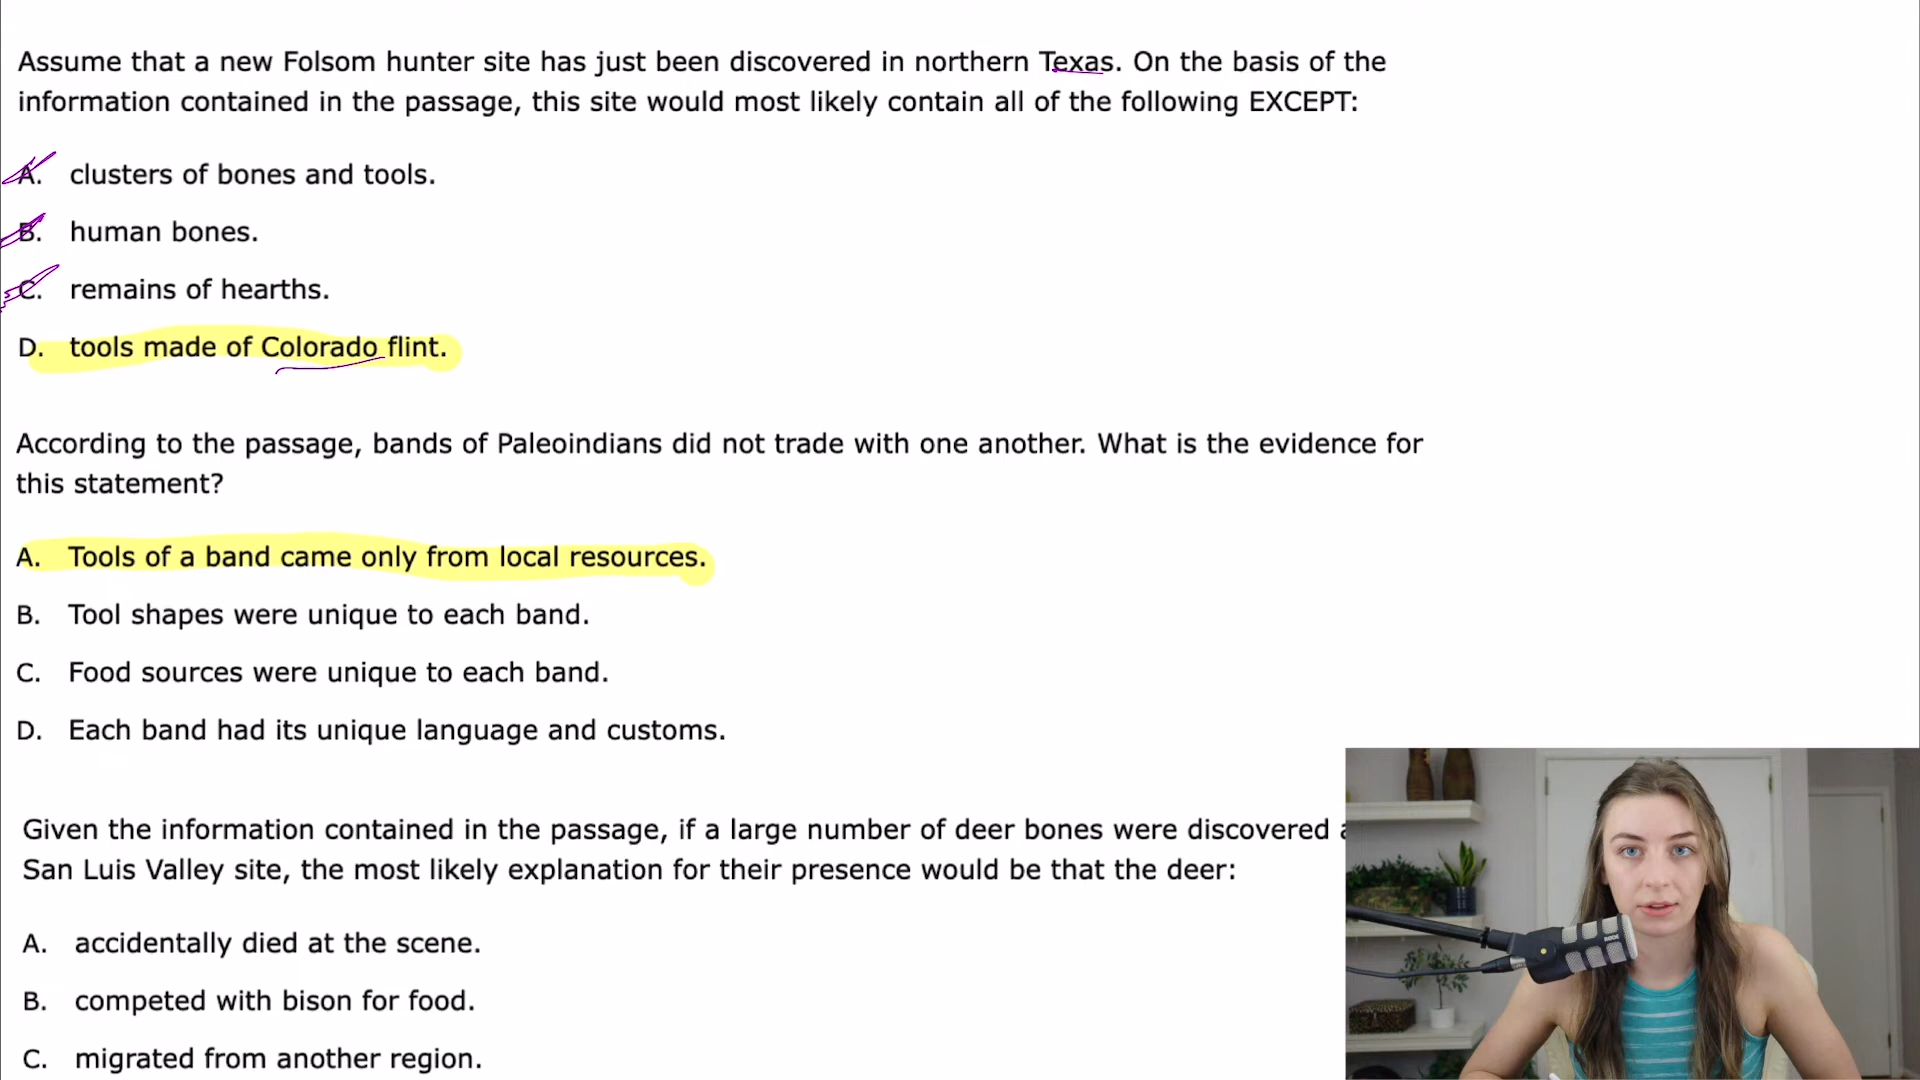 Assume that a new Folsom hunter site has just been discovered in northern Texas. On the basis of the
information contained in the passage, this site would most likely contain all of the following EXCEPT:
A. clusters of bones and tools.
B. human bones.
C. remains of hearths.
D. tools made of Colorado flint.
According to the passage, bands of Paleoindians did not trade with one another. What is the evidence for
this statement?
A. Tools of a band came only from local resources.
B. Tool shapes were unique to each band.
C. Food sources were unique to each band.
D. Each band had its unique language and customs.
Given the information contained in the passage, if a large number of deer bones were discovered
San Luis Valley site, the most likely explanation for their presence would be that the deer:
A. accidentally died at the scene.
B. competed with bison for food.
C. migrated from another region.
RODE